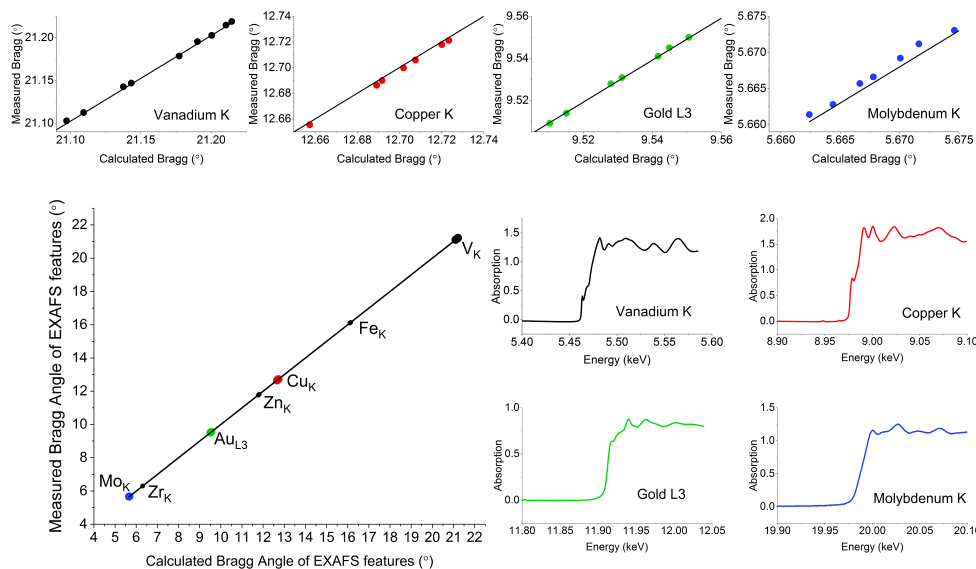 Measured Bragg (°)
21.20
21.15
21.10
21.10
21.15
21.20
Vanadium K
Calculated Bragg (°)
Measured Bragg (°)
12.74
12.72
12.70
12.68
12.66
12.66
12.68
12.70
12.72
12.74
Copper K
Calculated Bragg (°)
Measured Bragg (°)
9.56
9.54
9.52
9.52
9.54
9.56
Gold L3
Calculated Bragg (°)
Measured Bragg (°)
5.675
5.670
5.665
5.660
5.660
5.665
5.670
5.675
Molybdenum K
Calculated Bragg (°)
Measured Bragg Angle of EXAFS features (°)
22
20
18
16
14
12
10
8
6
4
4 5 6 7 8 9 10 11 12 13 14 15 16 17 18 19 20 21 22
Calculated Bragg Angle of EXAFS features (°)
VK
FeK
CuK
ZnK
AuL3
MoK
ZrK
Absorption
1.5
1.0
0.5
0.0
5.40
5.45
5.50
5.55
5.60
Vanadium K
Energy (keV)
Absorption
2.0
1.5
1.0
0.5
0.0
8.90
8.95
9.00
9.05
9.10
Copper K
Energy (keV)
Absorption
1.0
0.5
0.0
11.80
11.85
11.90
11.95
12.00
12.05
Gold L3
Energy (keV)
Absorption
1.5
1.0
0.5
0.0
19.90
19.95
20.00
20.05
20.10
Molybdenum K
Energy (keV)